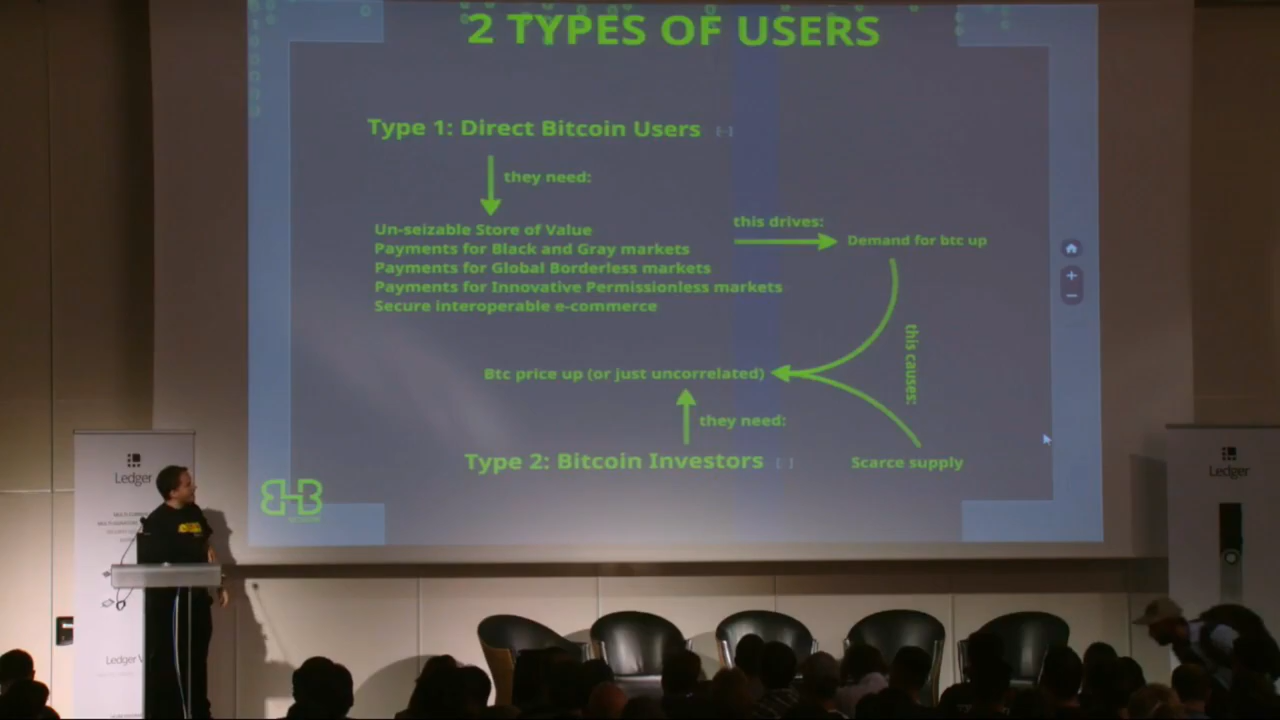 2 TYPES OF USERS
Type 1: Direct Bitcoin Users
they need:
Un-seizable Store of Value
Payments for Black and Gray markets
Payments for Global Borderless markets
Payments for Innovative Permissionless markets
Secure interoperable e-commerce
this drives:
Demand for btc up
this causes:
Btc price up (or just uncorrelated)
they need:
Type 2: Bitcoin Investors
Scarce supply
BHB
Ledger
Ledger
Ledger